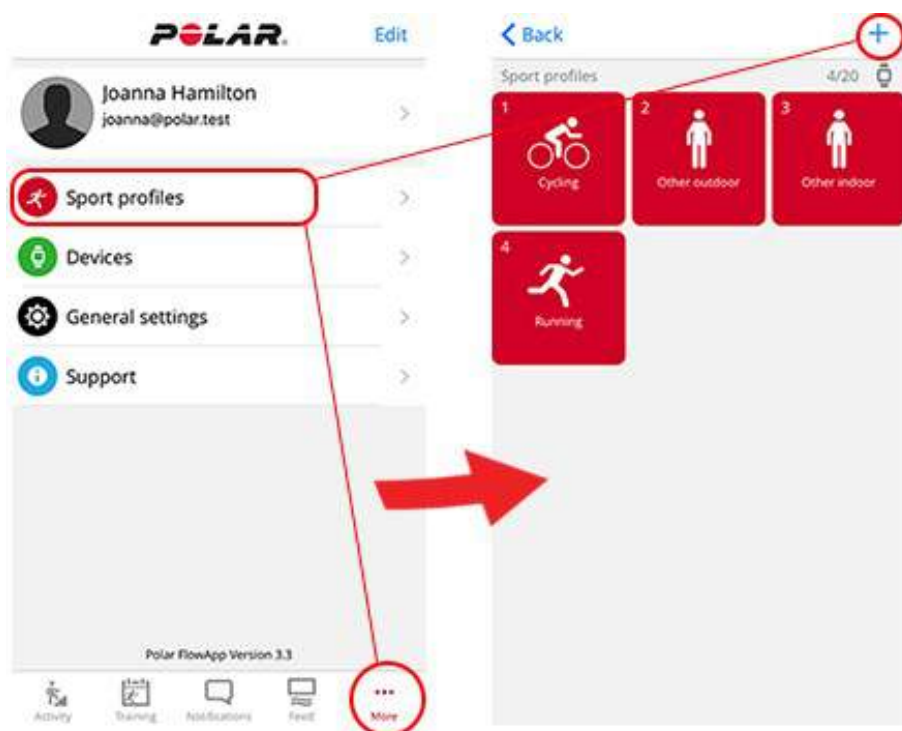 POLAR.
Edit
Joanna Hamilton
joanna@polar.test
Sport profiles
Devices
General settings
Support
Polar FlowApp Version 3.3
Activity
Training
Notifications
Feed
More
Back
Sport profiles
4/20
1
Cycling
2
Other outdoor
3
Other indoor
4
Running